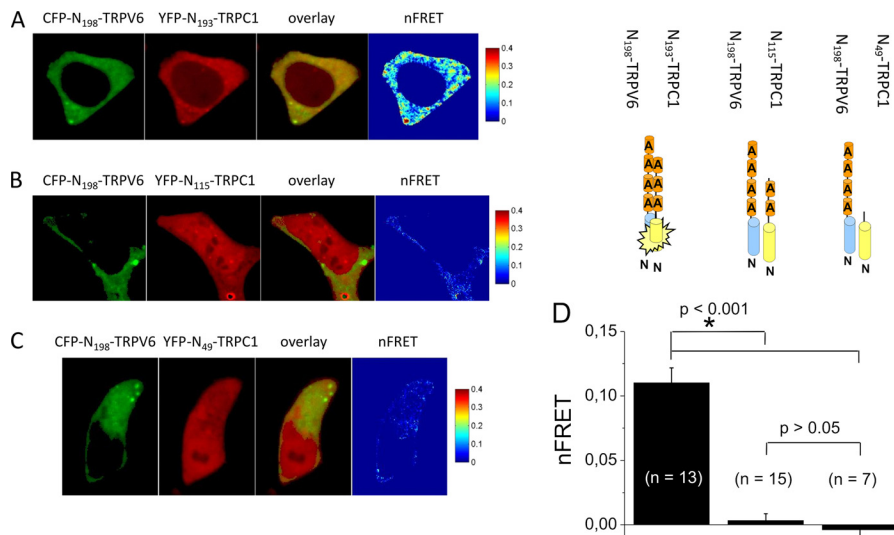 A
CFP-N198-TRPV6 YFP-N193-TRPC1 overlay nFRET
0.4
0.3
0.2
0.1
0
B
CFP-N198-TRPV6 YFP-N115-TRPC1 overlay nFRET
0.4
0.3
0.2
0.1
0
C
CFP-N198-TRPV6 YFP-N49-TRPC1 overlay nFRET
0.4
0.3
0.2
0.1
0
N198-TRPV6 N193-TRPC1 N198-TRPV6 N115-TRPC1 N198-TRPV6 N49-TRPC1
A A A
A A A A
A A A A A
A A A A A
N N N N N
D
p < 0.001
*
p > 0.05
nFRET
0,15
0,10
0,05
0,00
(n = 13) (n = 15) (n = 7)